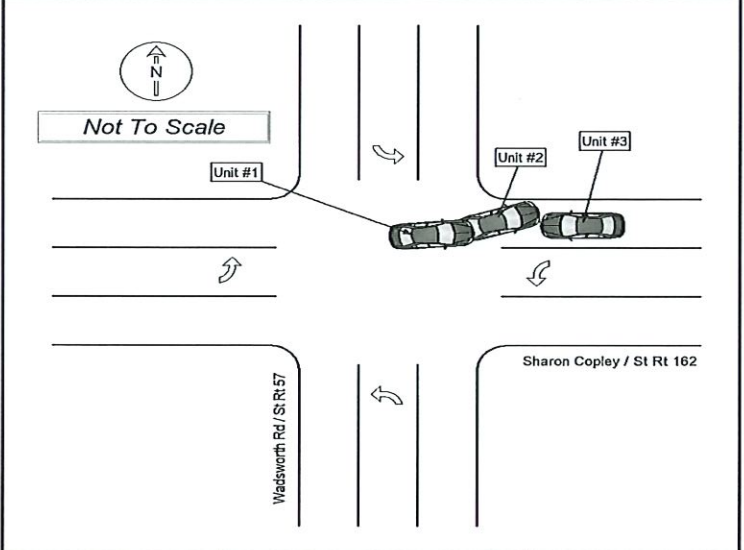 N
Not To Scale
Unit #1
Unit #2
Unit #3
Sharon Copley / St Rt 162
Wadsworth Rd / St Rt 57